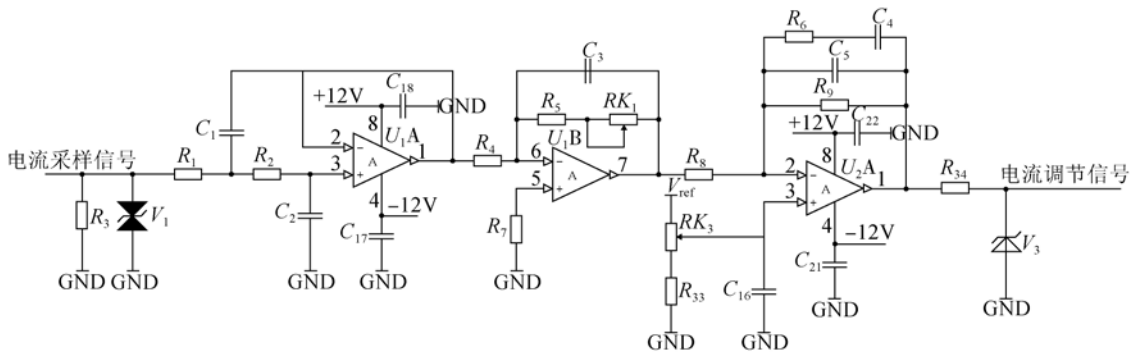 R6
C4
C5
R9
C3
R5
RK1
+12V
C18
GND
+12V
C22
GND
C1
2
8
U1A
A
1
3
4
-12V
R4
6
U1B
A
7
5
R8
2
8
U2A
A
1
3
4
-12V
电流采样信号
R1
R2
R34
电流调节信号
R3
V1
C2
C17
R7
Vref
RK3
R33
C16
C21
V3
GND
GND
GND
GND
GND
GND
GND
GND
GND